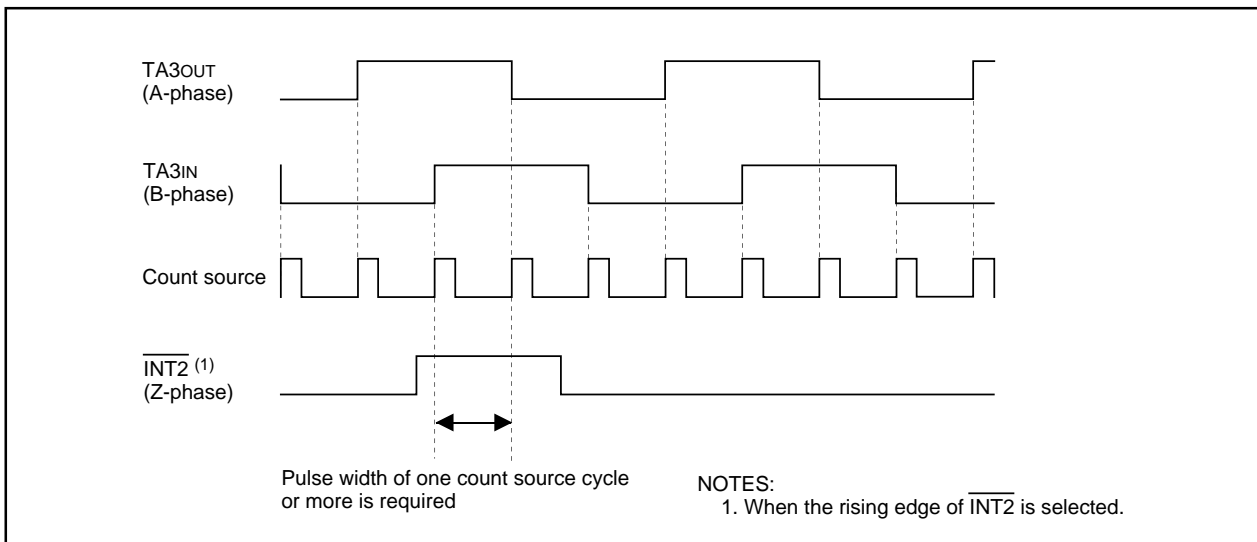 TA3OUT
(A-phase)
TA3IN
(B-phase)
Count source
INT2 (1)
(Z-phase)
Pulse width of one count source cycle
or more is required
NOTES:
1. When the rising edge of INT2 is selected.